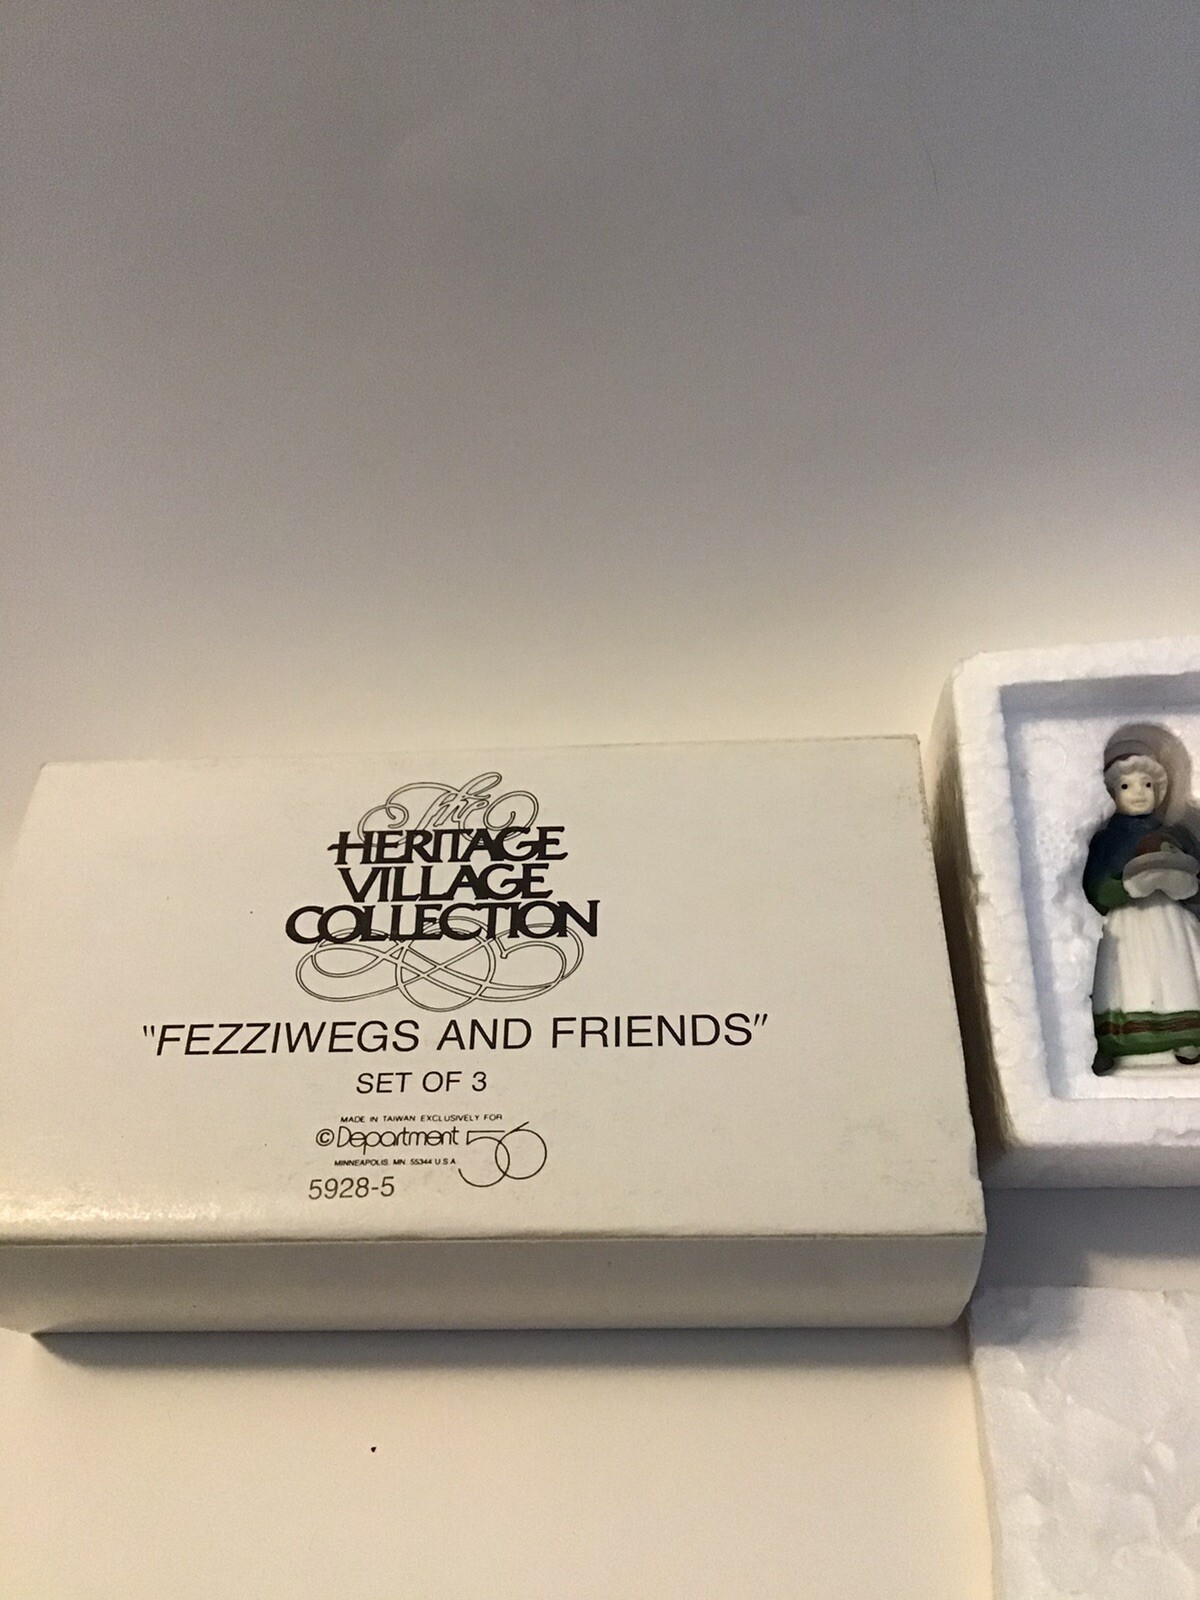 The
HERITAGE
VILLAGE
COLLECTION
"FEZZIWEGS AND FRIENDS"
SET OF 3
MADE IN TAIWAN EXCLUSIVELY FOR
© Department 56
MINNEAPOLIS, MN 55344 U.S.A.
5928-5